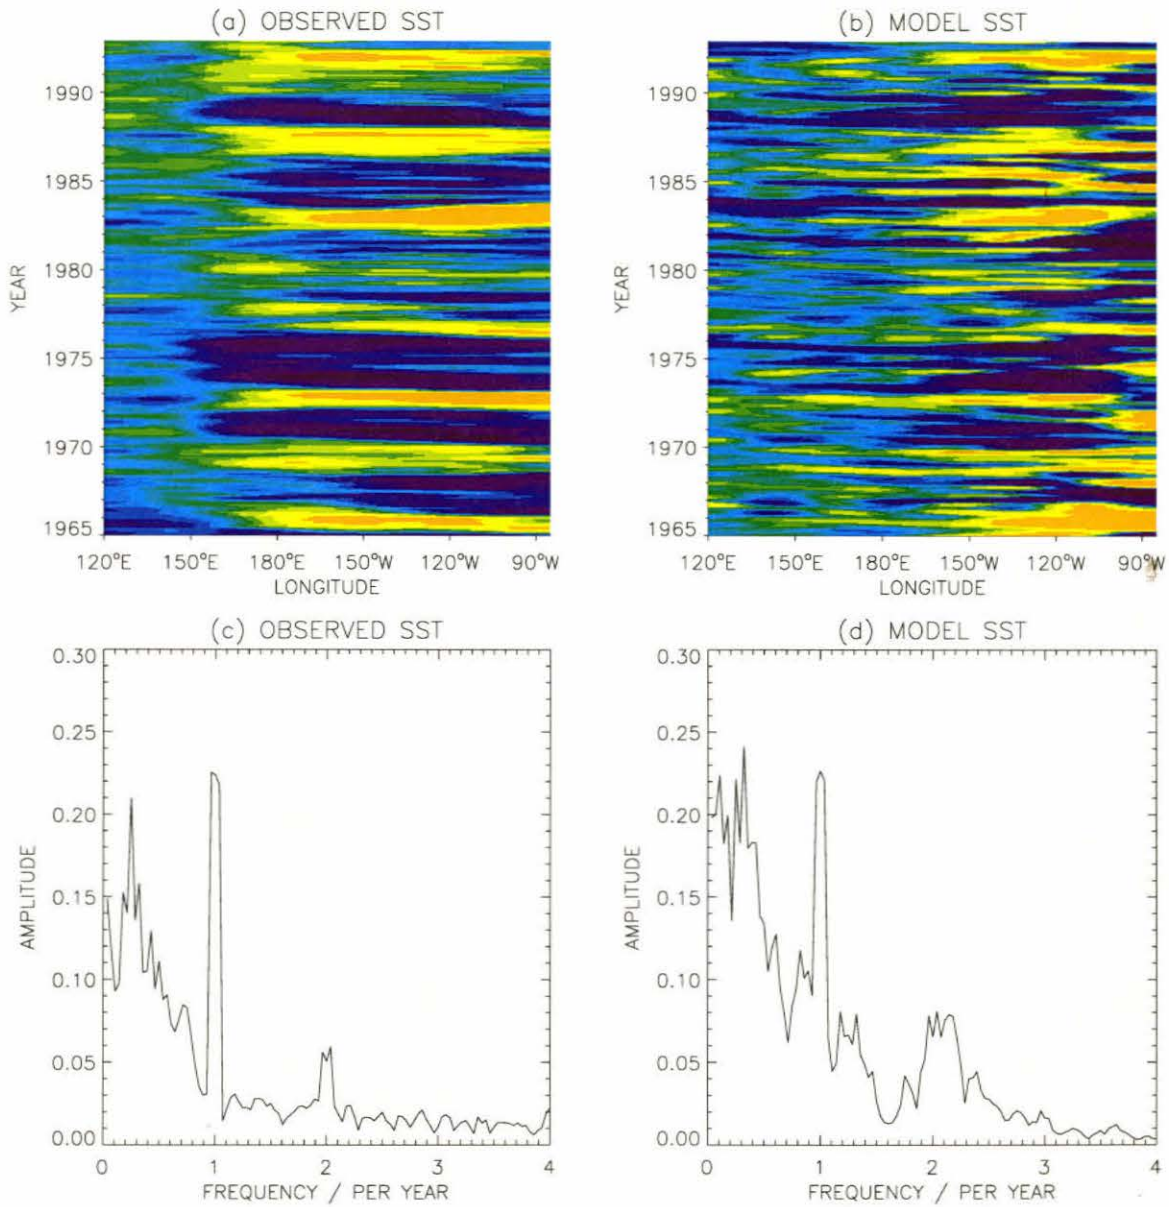 (a) OBSERVED SST
(b) MODEL SST
1990
1985
1980
1975
1970
1965
YEAR
120°E 150°E 180°E 150°W 120°W 90°W
LONGITUDE
1990
1985
1980
1975
1970
1965
YEAR
120°E 150°E 180°E 150°W 120°W 90°W
LONGITUDE
(c) OBSERVED SST
(d) MODEL SST
0.30
0.25
0.20
0.15
0.10
0.05
0.00
AMPLITUDE
0 1 2 3 4
FREQUENCY / PER YEAR
0.30
0.25
0.20
0.15
0.10
0.05
0.00
AMPLITUDE
0 1 2 3 4
FREQUENCY / PER YEAR